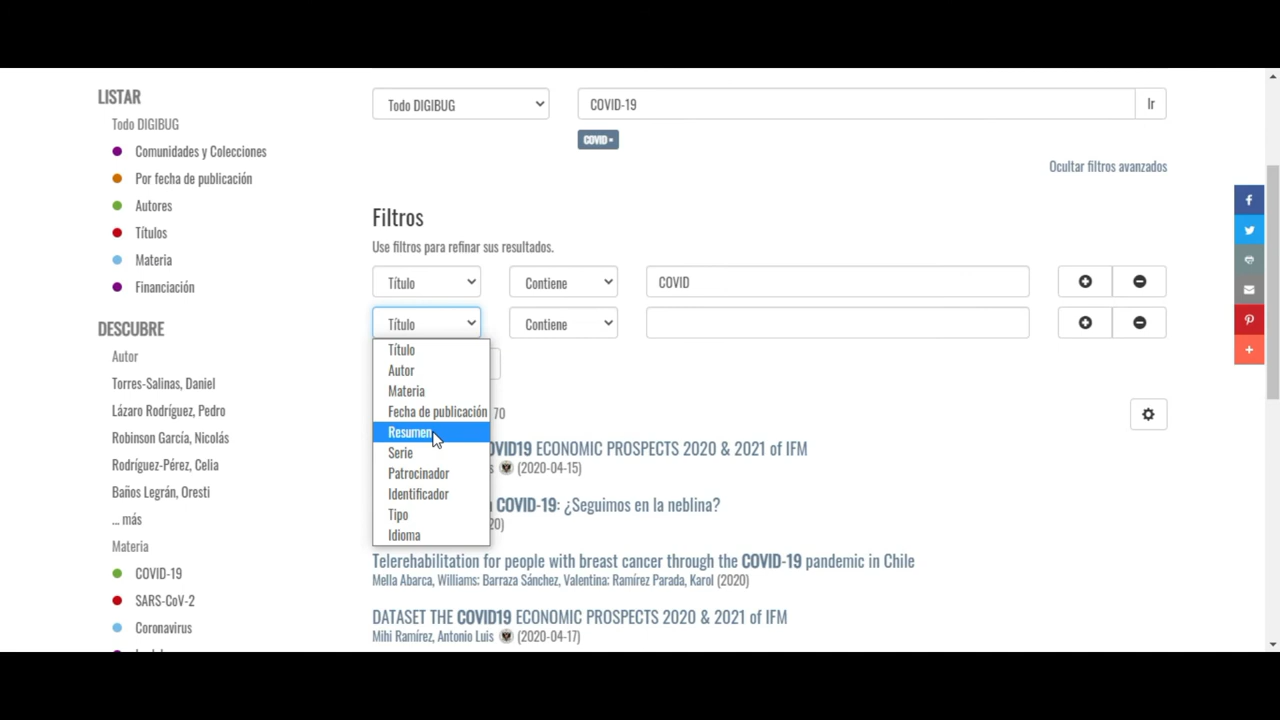 LISTAR
Todo DIGIBUG
Comunidades y Colecciones
Por fecha de publicación
Autores
Títulos
Materia
Financiación
DESCUBRE
Autor
Torres-Salinas, Daniel
Lázaro Rodríguez, Pedro
Robinson García, Nicolás
Rodríguez-Pérez, Celia
Baños Legrán, Oresti
... más
Materia
COVID-19
SARS-CoV-2
Coronavirus
Todo DIGIBUG
COVID-19
Ir
COVID ×
Ocultar filtros avanzados
Filtros
Use filtros para refinar sus resultados.
Título Contiene COVID
Título Contiene
Título
Autor
Materia
Fecha de publicación
Resumen
Serie
Patrocinador
Identificador
Tipo
Idioma
70
OVID19 ECONOMIC PROSPECTS 2020 & 2021 of IFM
s (2020-04-15)
COVID-19: ¿Seguimos en la neblina?
20)
Telerehabilitation for people with breast cancer through the COVID-19 pandemic in Chile
Mella Abarca, Williams; Barraza Sánchez, Valentina; Ramírez Parada, Karol (2020)
DATASET THE COVID19 ECONOMIC PROSPECTS 2020 & 2021 of IFM
Mihi Ramírez, Antonio Luis (2020-04-17)